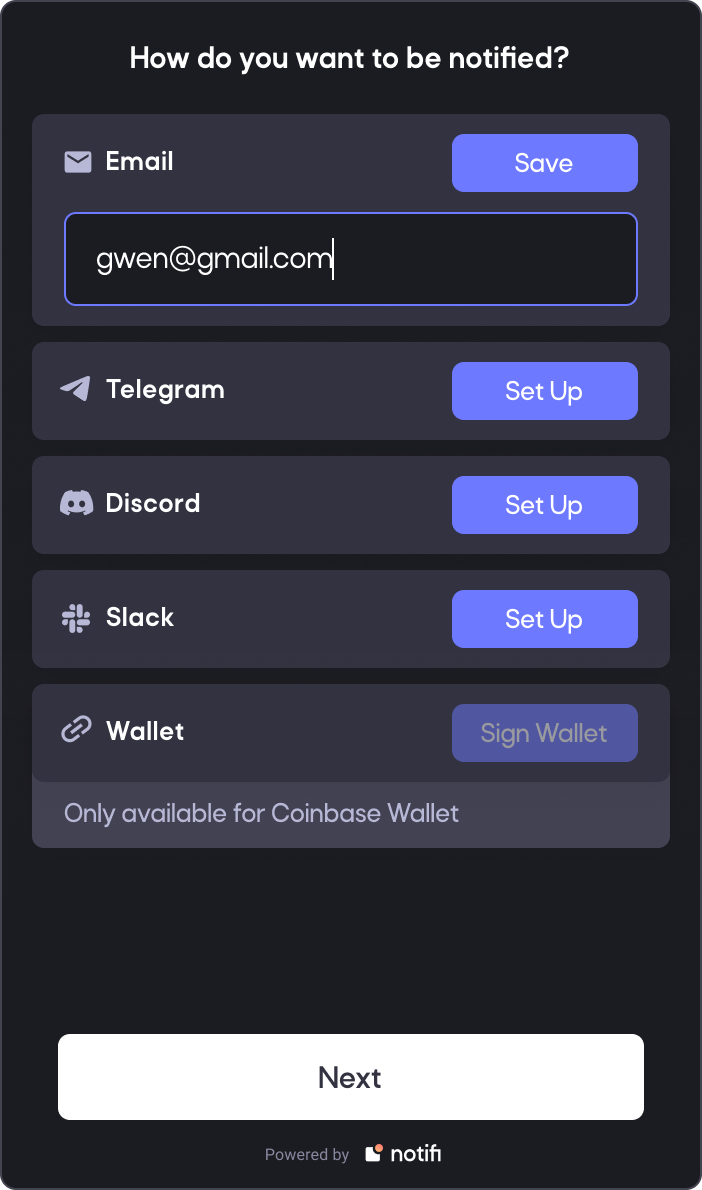 How do you want to be notified?
Email
Save
gwen@gmail.com
Telegram
Set Up
Discord
Set Up
Slack
Set Up
Wallet
Sign Wallet
Only available for Coinbase Wallet
Next
Powered by notifi